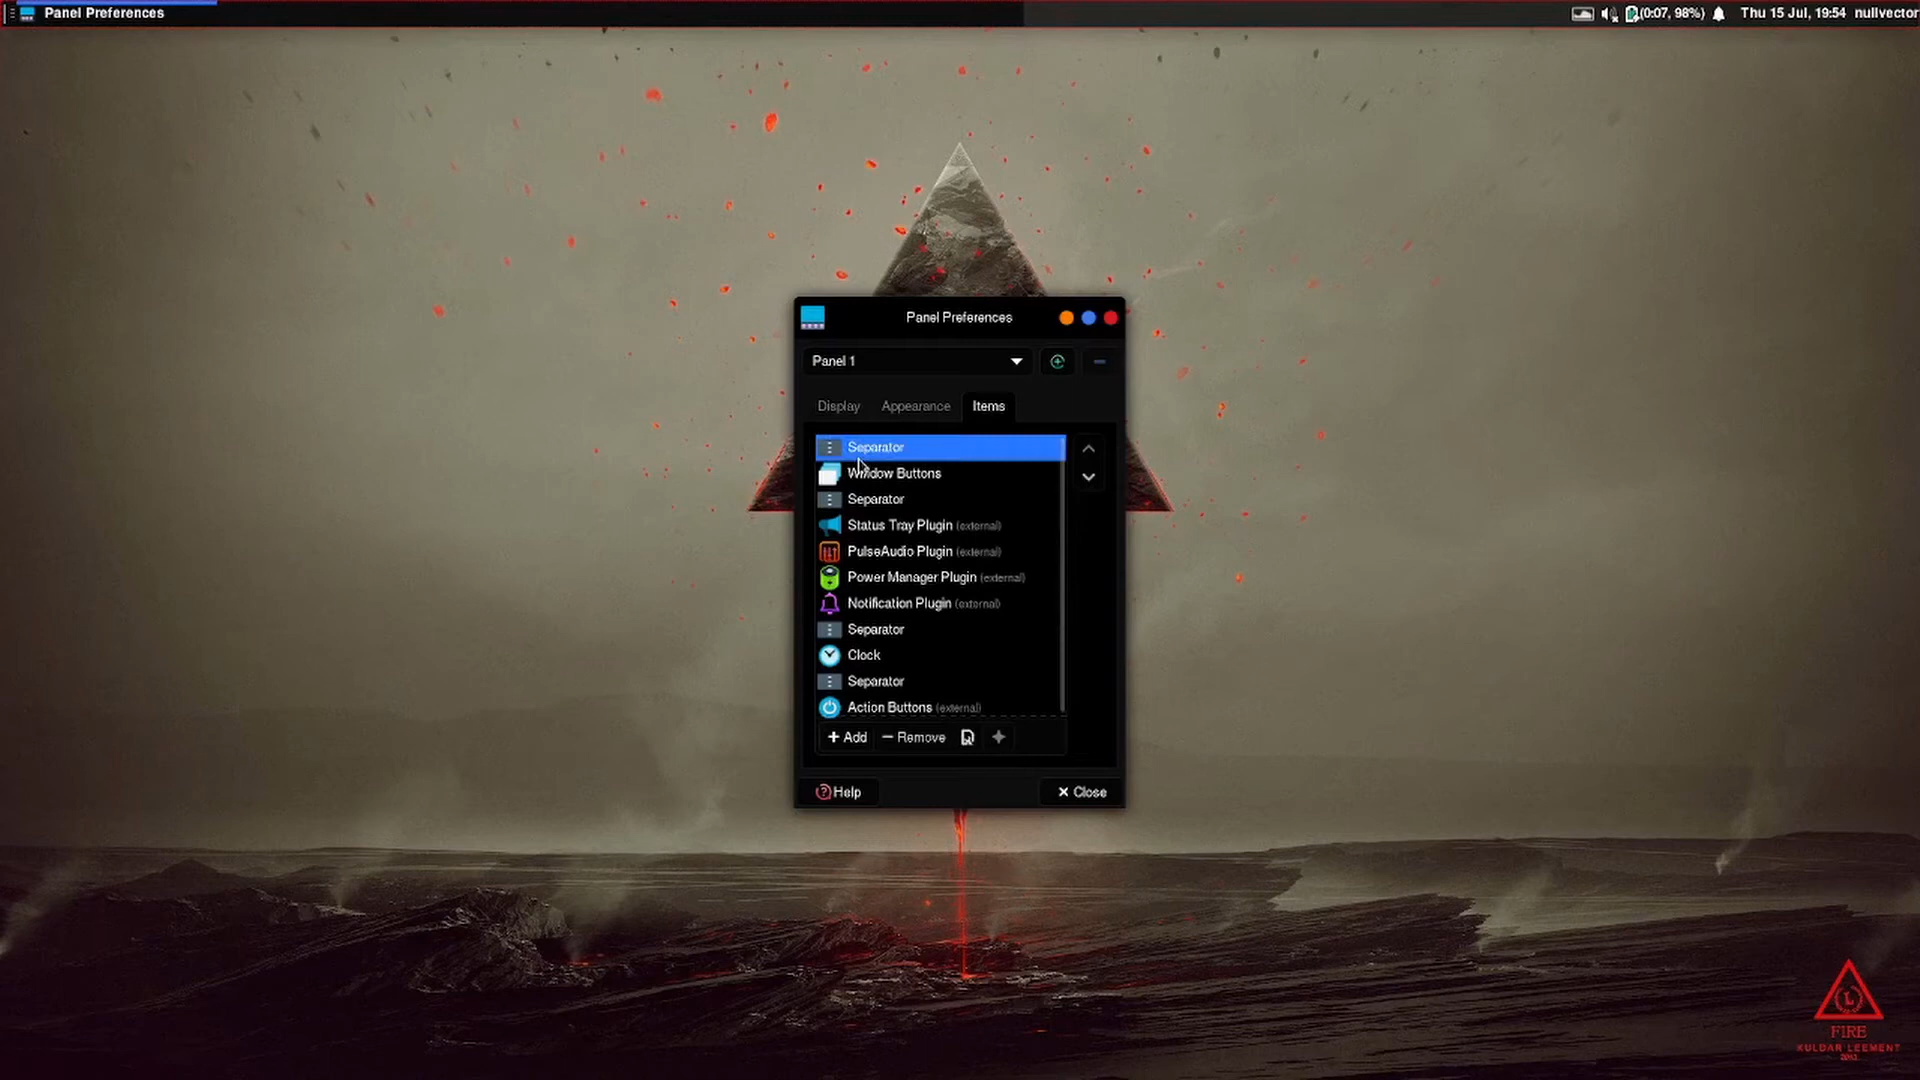 Panel Preferences
(0:07, 98%) Thu 15 Jul, 19:54 nullvector
Panel Preferences
Panel 1
Display Appearance Items
Separator
Window Buttons
Separator
Status Tray Plugin (external)
PulseAudio Plugin (external)
Power Manager Plugin (external)
Notification Plugin (external)
Separator
Clock
Separator
Action Buttons (external)
Add Remove
Help Close
FIRE
KULDAR LEEMENT